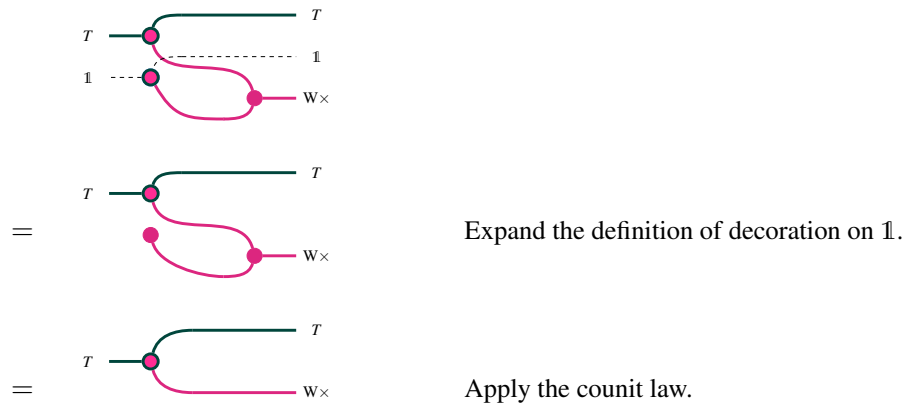 T
T
𝟙
𝟙
W×
T
T
= Expand the definition of decoration on 𝟙.
W×
T
T
= W× Apply the counit law.